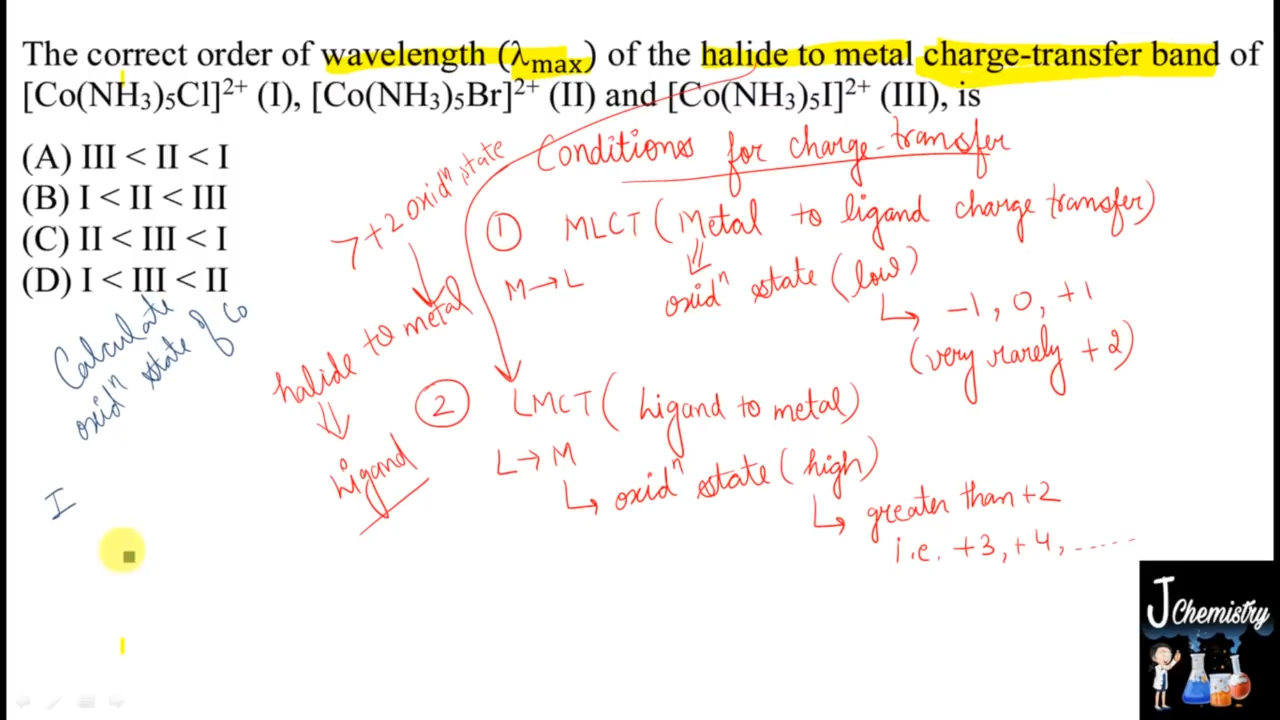 The correct order of wavelength (λmax) of the halide to metal charge-transfer band of
[Co(NH₃)₅Cl]²⁺ (I), [Co(NH₃)₅Br]²⁺ (II) and [Co(NH₃)₅I]²⁺ (III), is
(A) III < II < I
(B) I < II < III
(C) II < III < I
(D) I < III < II
Conditions for charge-transfer
① MLCT (Metal to ligand charge transfer)
M→L
oxidⁿ state (low)
-1, 0, +1
(very rarely +2)
7 +2 oxidⁿ state
halide to metal
Ligand
② LMCT (Ligand to metal)
L→M
oxidⁿ state (high)
greater than +2
i.e. +3, +4, ......
Calculate
oxidⁿ state of Co
I
J Chemistry